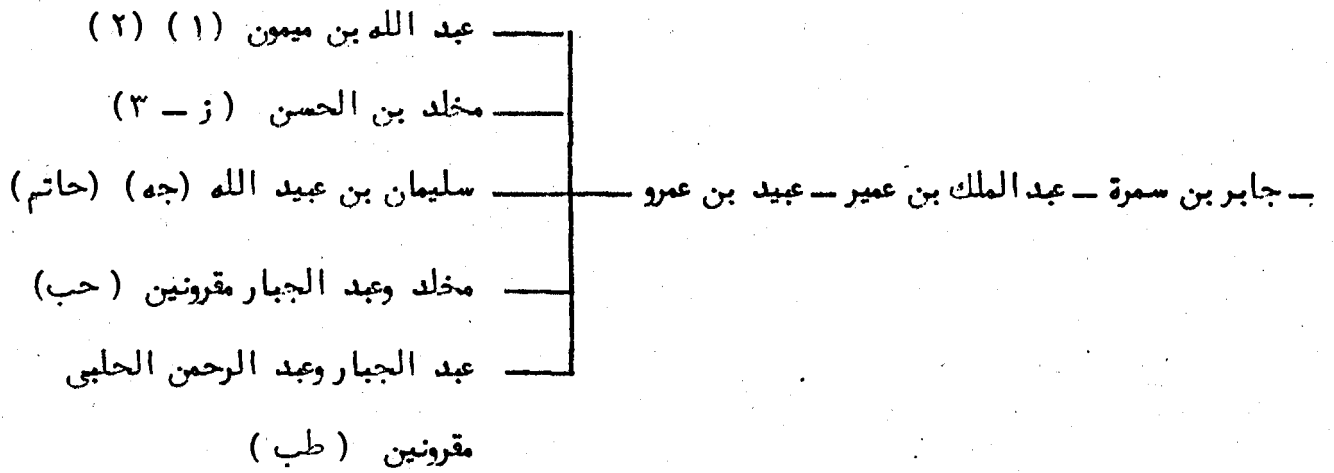 عبد الله بن ميمون (١) (٢)
مخلد بن الحسن (ز – ٣)
– جابر بن سمرة – عبد الملك بن عمير – عبيد بن عمرو – سليمان بن عبيد الله (جه) (حاتم)
مخلد وعبد الجبار مقرونين (حب)
عبد الجبار وعبد الرحمن الحلبى
مقرونين (طب)